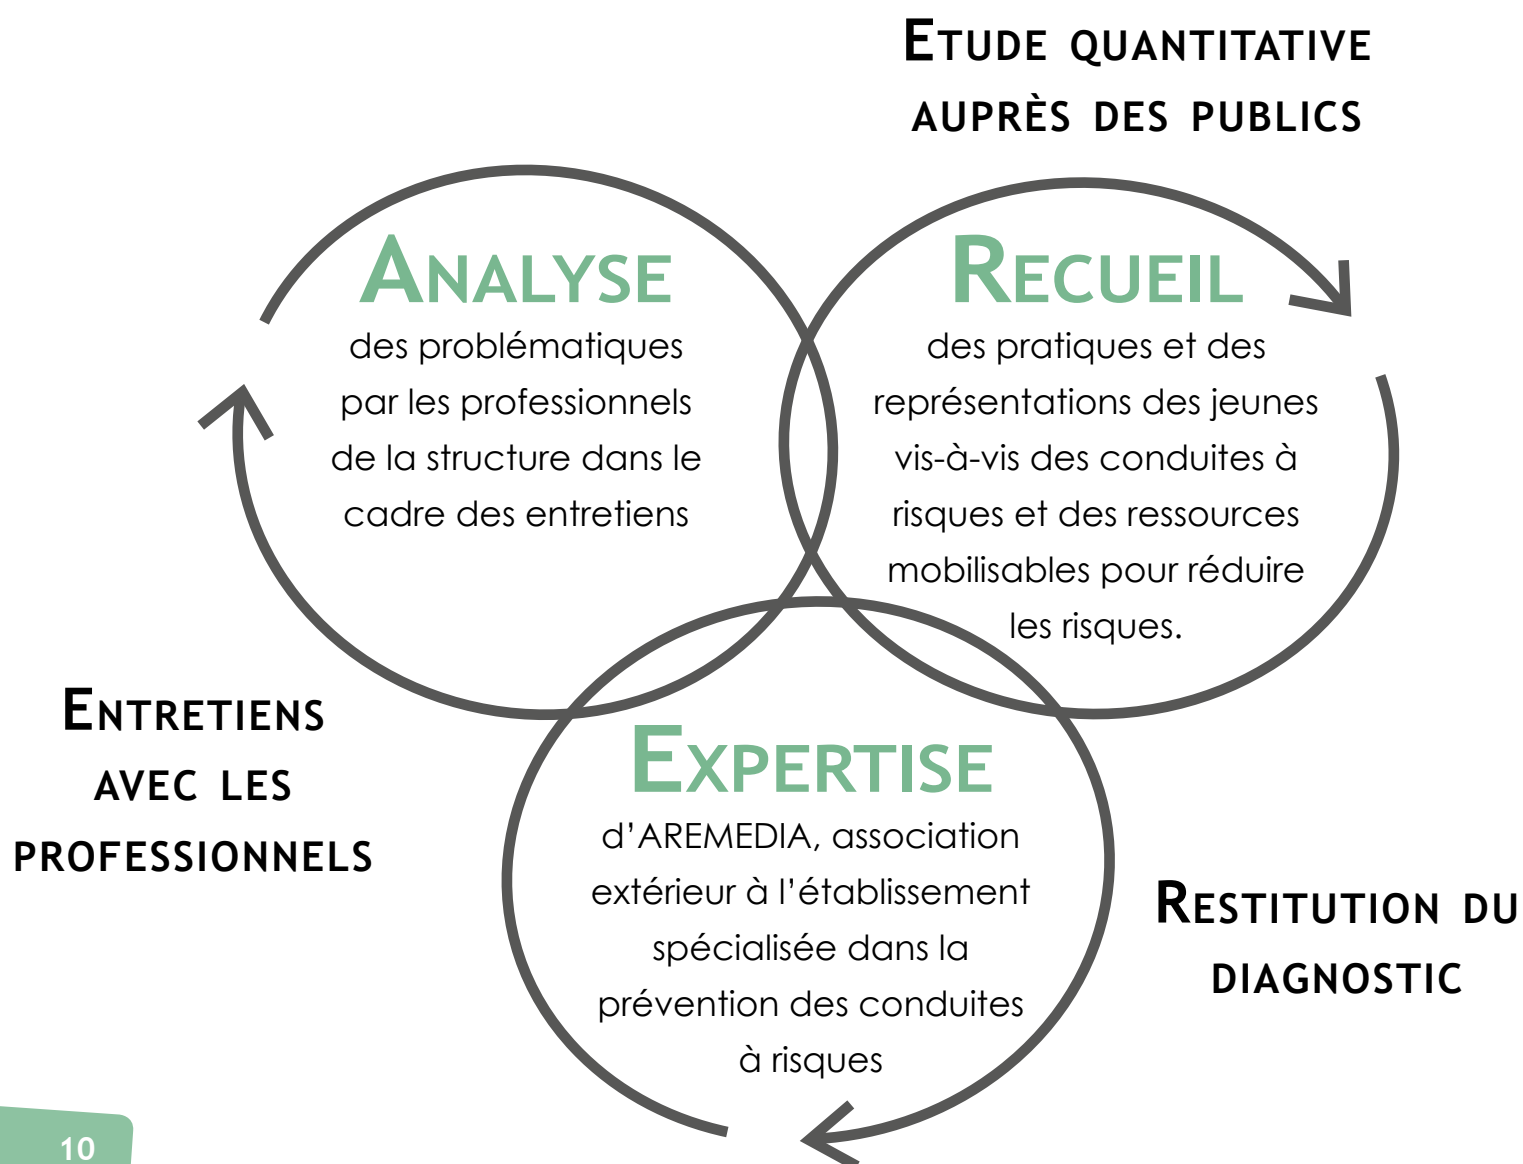 ETUDE QUANTITATIVE
AUPRÈS DES PUBLICS
ANALYSE
des problématiques
par les professionnels
de la structure dans le
cadre des entretiens
RECUEIL
des pratiques et des
représentations des jeunes
vis-à-vis des conduites à
risques et des ressources
mobilisables pour réduire
les risques.
ENTRETIENS
AVEC LES
PROFESSIONNELS
EXPERTISE
d'AREMEDIA, association
extérieur à l'établissement
spécialisée dans la
prévention des conduites
à risques
RESTITUTION DU
DIAGNOSTIC
10